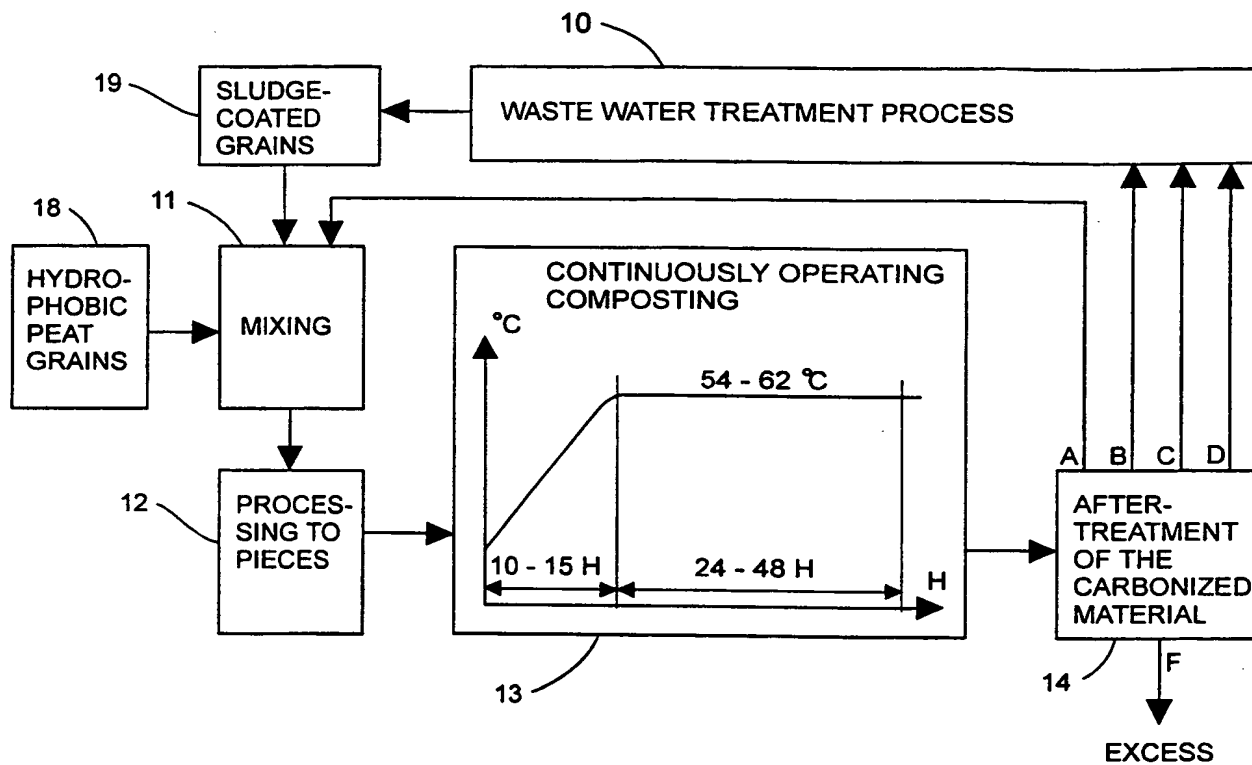 10
19
SLUDGE-
COATED
GRAINS
WASTE WATER TREATMENT PROCESS
18
11
HYDRO-
PHOBIC
PEAT
GRAINS
MIXING
CONTINUOUSLY OPERATING
COMPOSTING
°C
54 - 62 °C
10 - 15 H
24 - 48 H
H
12
PROCES-
SING TO
PIECES
13
A B C D
AFTER-
TREATMENT
OF THE
CARBONIZED
MATERIAL
14
F
EXCESS